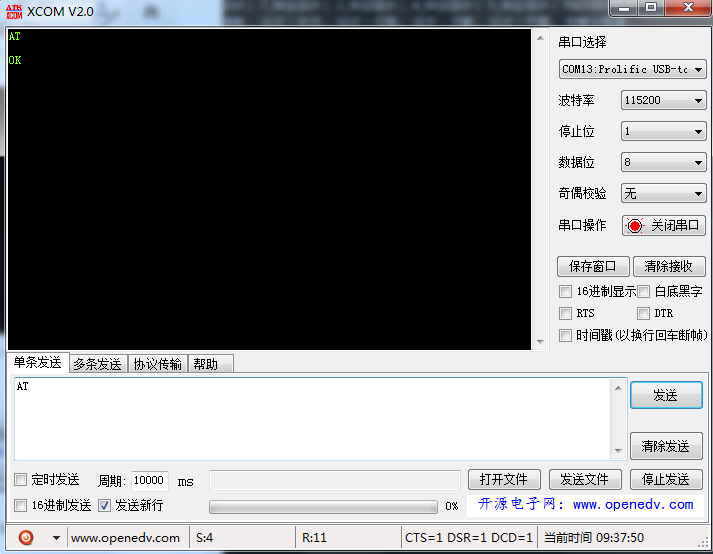 ATK XCOM XCOM V2.0
AT
OK
串口选择
COM13:Prolific USB-to
波特率 115200
停止位 1
数据位 8
奇偶校验 无
串口操作 关闭串口
保存窗口 清除接收
16进制显示 白底黑字
RTS DTR
时间戳(以换行回车断帧)
单条发送 多条发送 协议传输 帮助
AT
发送
清除发送
定时发送 周期: 10000 ms 打开文件 发送文件 停止发送
16进制发送 发送新行 0% 开源电子网：www.openedv.com
www.openedv.com S:4 R:11 CTS=1 DSR=1 DCD=1 当前时间 09:37:50